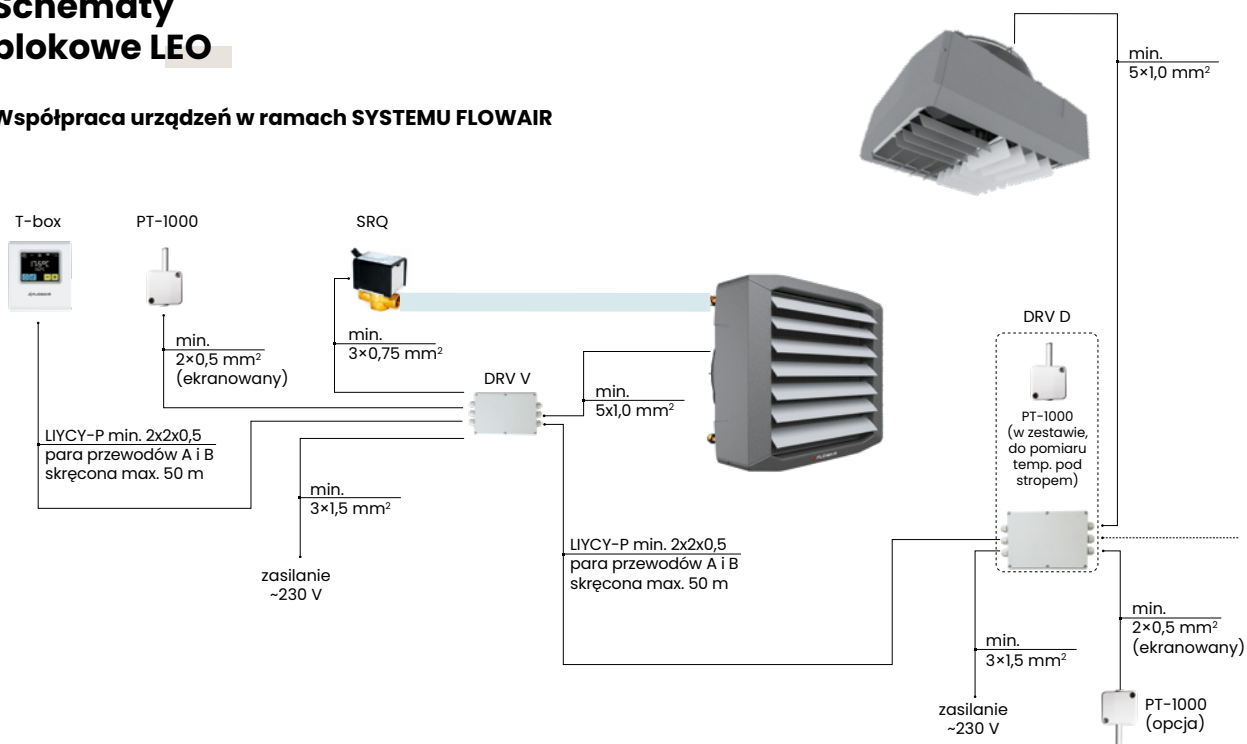 Schematy
blokowe LEO
Współpraca urządzeń w ramach SYSTEMU FLOWAIR
min.
5×1,0 mm²
T-box
PT-1000
SRQ
FLOWAIR
min.
2×0,5 mm²
(ekranowany)
min.
3×0,75 mm²
DRV V
min.
5x1,0 mm²
LIYCY-P min. 2x2x0,5
para przewodów A i B
skręcona max. 50 m
min.
3×1,5 mm²
zasilanie
~230 V
LIYCY-P min. 2x2x0,5
para przewodów A i B
skręcona max. 50 m
DRV D
PT-1000
(w zestawie,
do pomiaru
temp. pod
stropem)
min.
3×1,5 mm²
zasilanie
~230 V
min.
2×0,5 mm²
(ekranowany)
PT-1000
(opcja)